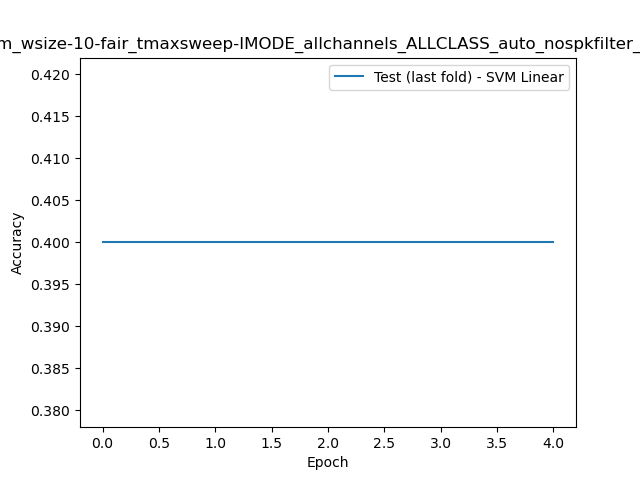 m_wsize-10-fair_tmaxsweep-IMODE_allchannels_ALLCLASS_auto_nospkfilter_
Test (last fold) - SVM Linear
0.420
0.415
0.410
0.405
0.400
0.395
0.390
0.385
0.380
Accuracy
0.0 0.5 1.0 1.5 2.0 2.5 3.0 3.5 4.0
Epoch